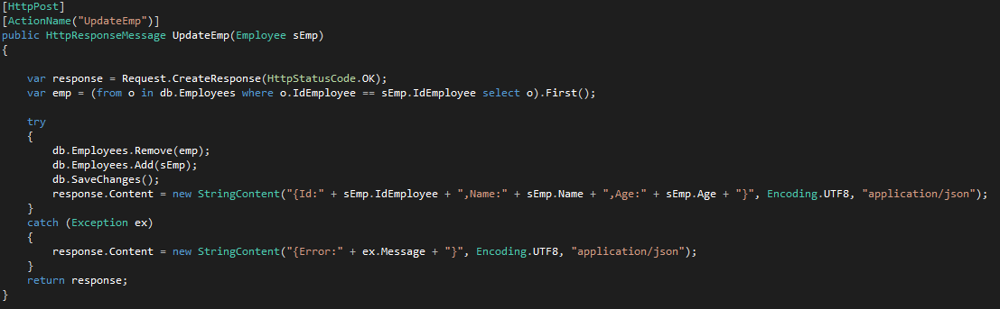 [HttpPost]
[ActionName("UpdateEmp")]
public HttpResponseMessage UpdateEmp(Employee sEmp)
{
var response = Request.CreateResponse(HttpStatusCode.OK);
var emp = (from o in db.Employees where o.IdEmployee == sEmp.IdEmployee select o).First();
try
{
db.Employees.Remove(emp);
db.Employees.Add(sEmp);
db.SaveChanges();
response.Content = new StringContent("{Id:" + sEmp.IdEmployee + ",Name:" + sEmp.Name + ",Age:" + sEmp.Age + "}", Encoding.UTF8, "application/json");
}
catch (Exception ex)
{
response.Content = new StringContent("{Error:" + ex.Message + "}", Encoding.UTF8, "application/json");
}
return response;
}